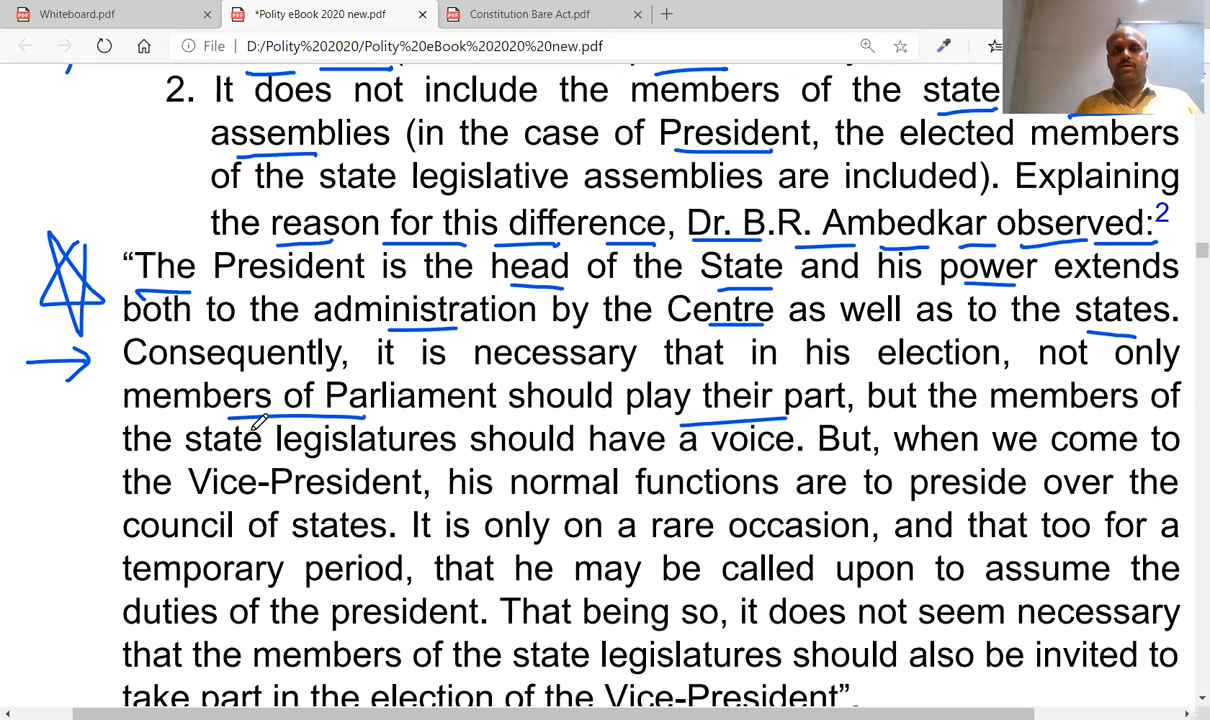 Whiteboard.pdf
*Polity eBook 2020 new.pdf
Constitution Bare Act.pdf
File
D:/Polity%202020/Polity%20eBook%202020%20new.pdf
2. It does not include the members of the state
assemblies (in the case of President, the elected members
of the state legislative assemblies are included). Explaining
the reason for this difference, Dr. B.R. Ambedkar observed:2
“The President is the head of the State and his power extends
both to the administration by the Centre as well as to the states.
Consequently, it is necessary that in his election, not only
members of Parliament should play their part, but the members of
the state legislatures should have a voice. But, when we come to
the Vice-President, his normal functions are to preside over the
council of states. It is only on a rare occasion, and that too for a
temporary period, that he may be called upon to assume the
duties of the president. That being so, it does not seem necessary
that the members of the state legislatures should also be invited to
take part in the election of the Vice-President”.